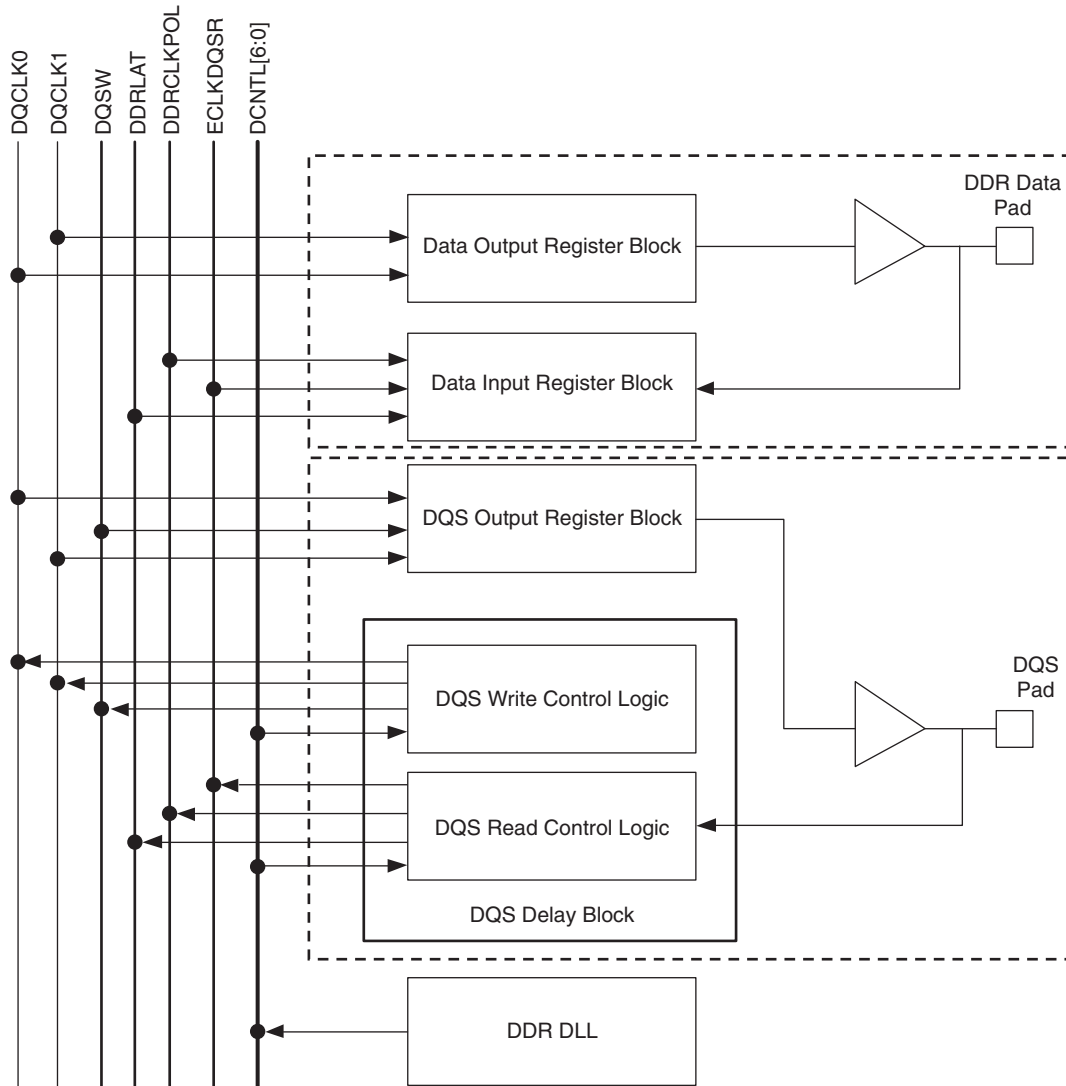 DQCLK0
DQCLK1
DQSW
DDRLAT
DDRCLKPOL
ECLKDQSR
DCNTL[6:0]
DDR Data
Pad
Data Output Register Block
Data Input Register Block
DQS Output Register Block
DQS Write Control Logic
DQS
Pad
DQS Read Control Logic
DQS Delay Block
DDR DLL